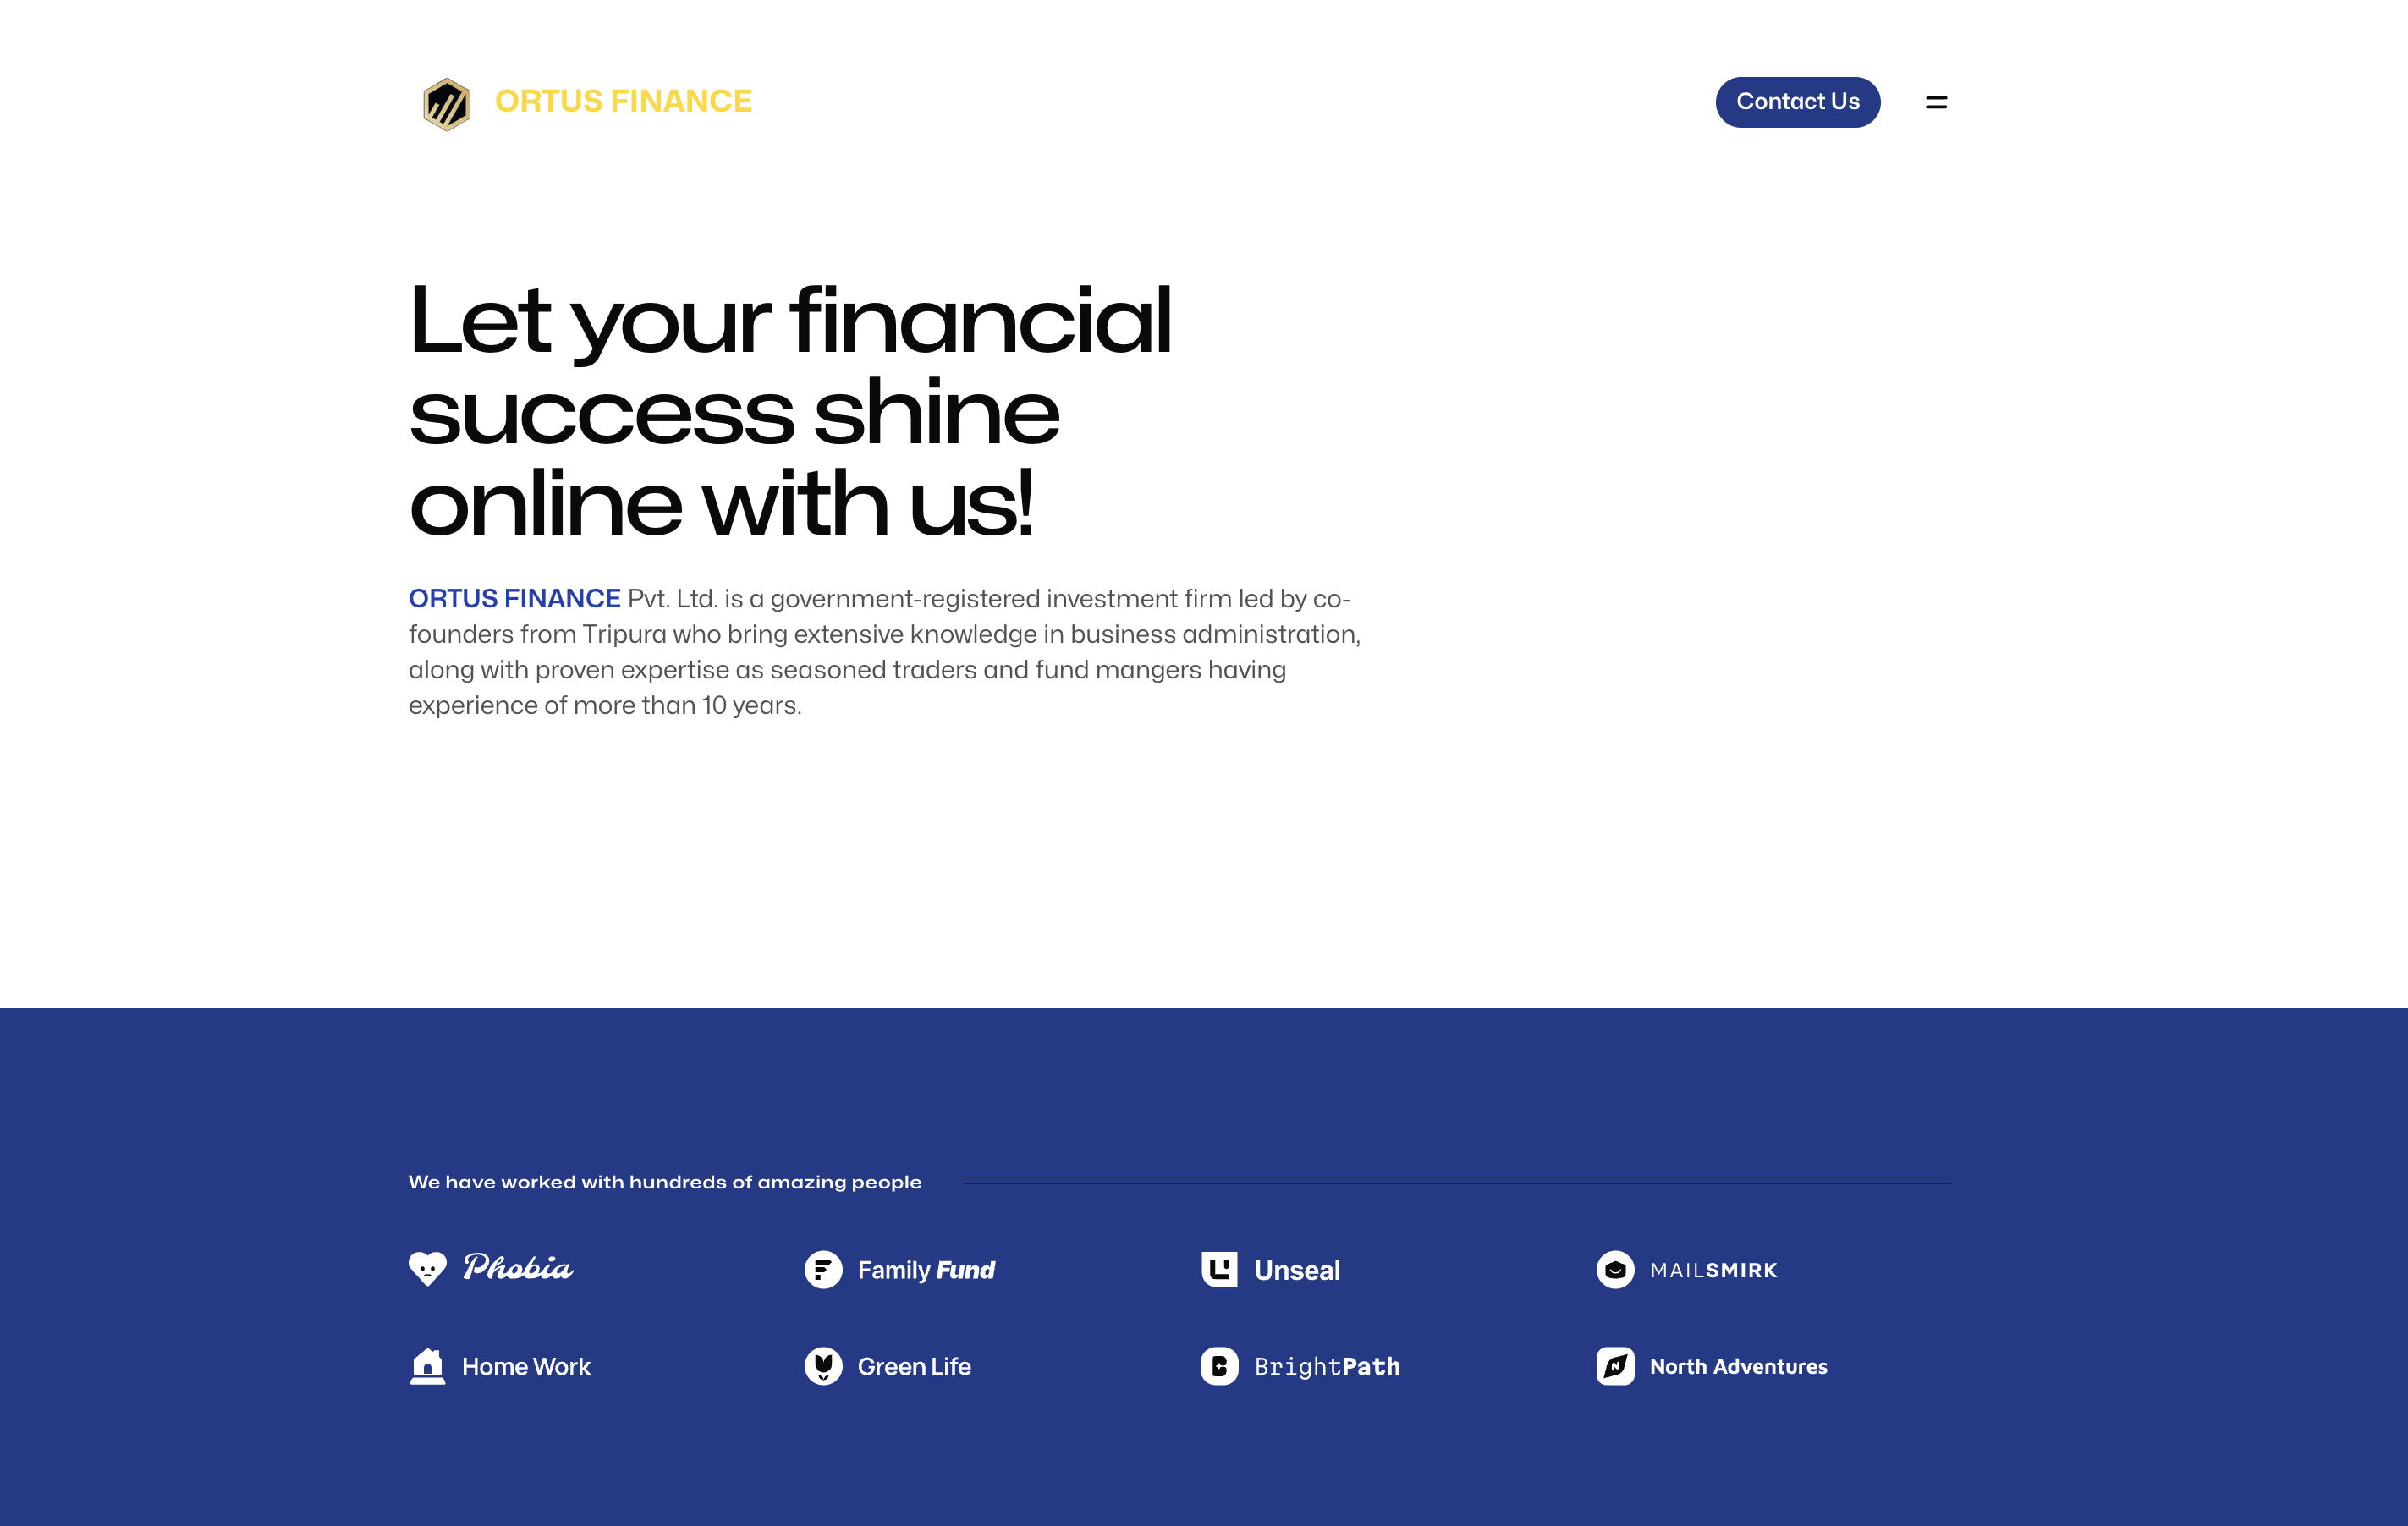 ORTUS FINANCE
Contact Us
Let your financial
success shine
online with us!
ORTUS FINANCE Pvt. Ltd. is a government-registered investment firm led by co-
founders from Tripura who bring extensive knowledge in business administration,
along with proven expertise as seasoned traders and fund mangers having
experience of more than 10 years.
We have worked with hundreds of amazing people
Phobia
Family Fund
Unseal
MAILSMIRK
Home Work
Green Life
BrightPath
North Adventures